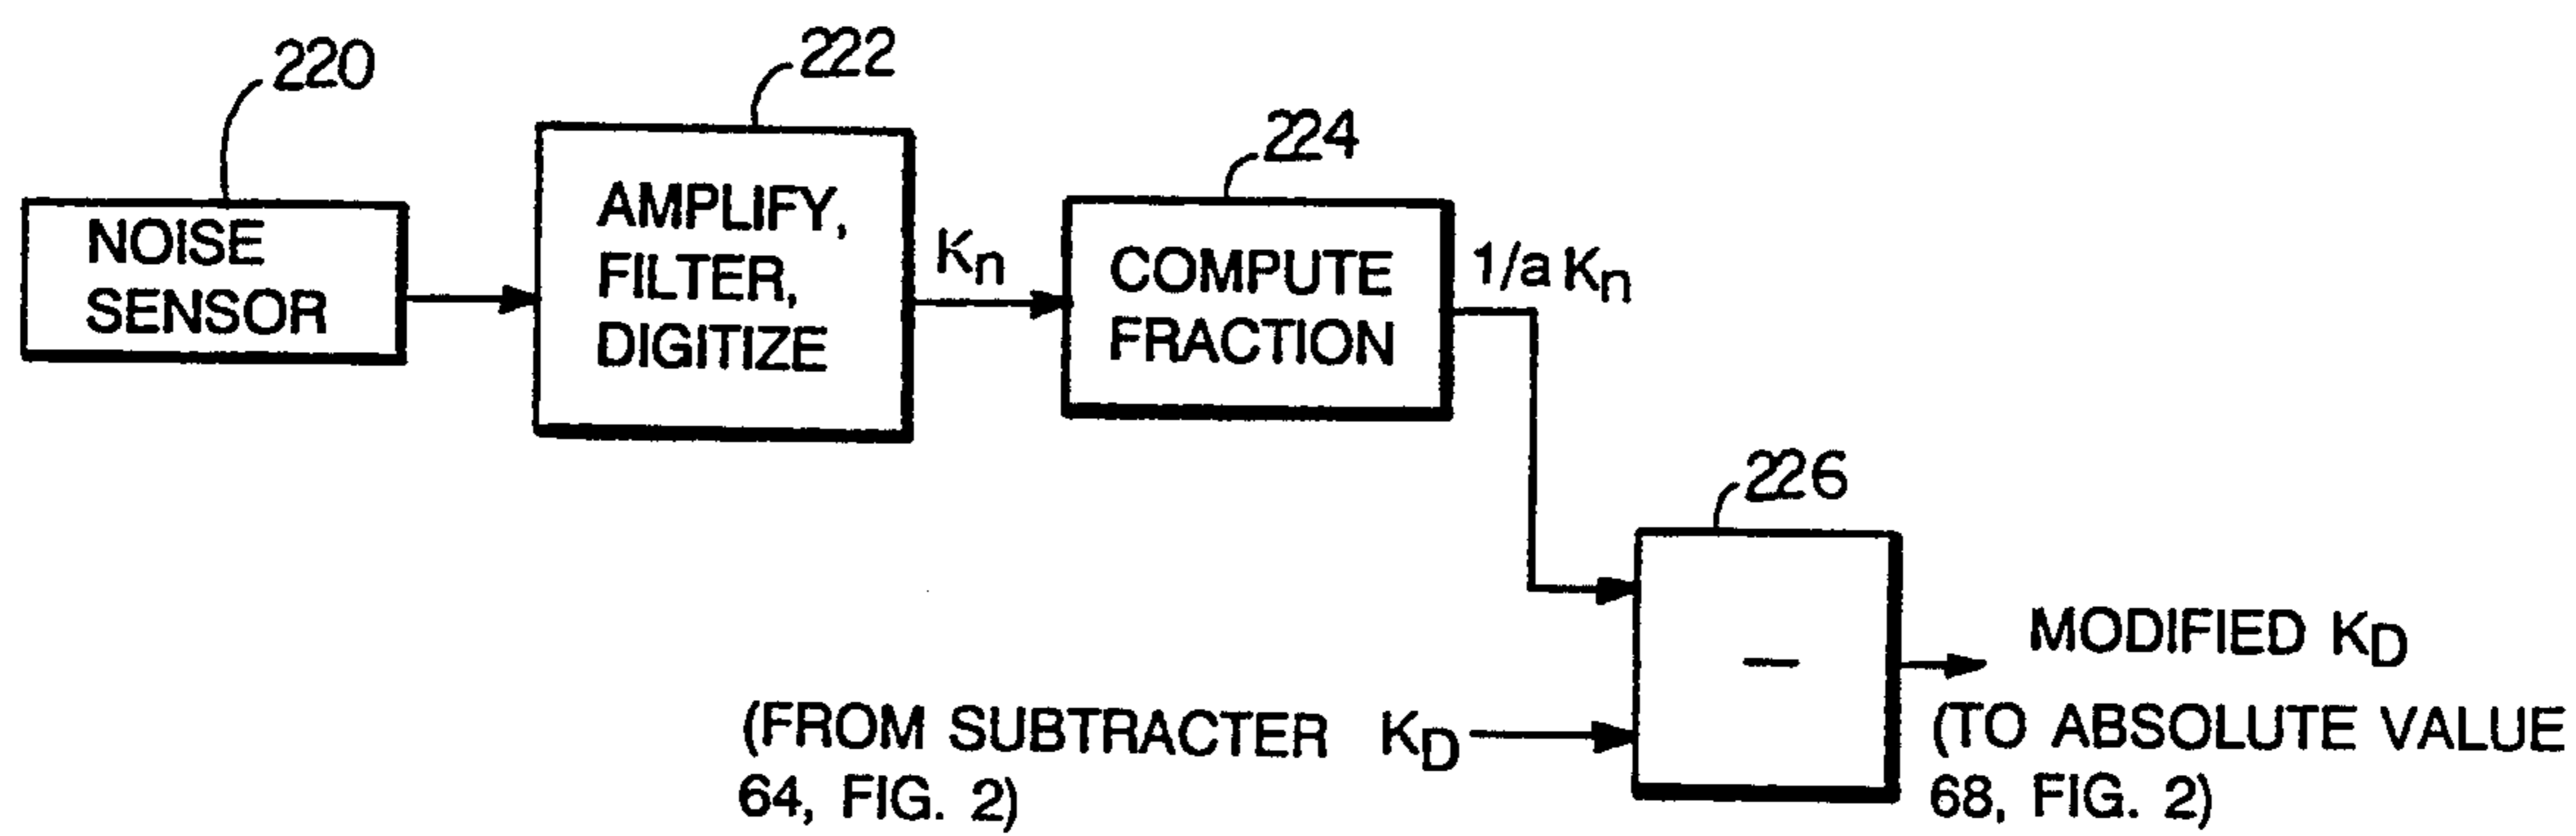 220
222
224
NOISE
SENSOR
AMPLIFY,
FILTER,
DIGITIZE
Kn
COMPUTE
FRACTION
1/a Kn
226
−
MODIFIED KD
(TO ABSOLUTE VALUE
68, FIG. 2)
(FROM SUBTRACTER KD
64, FIG. 2)